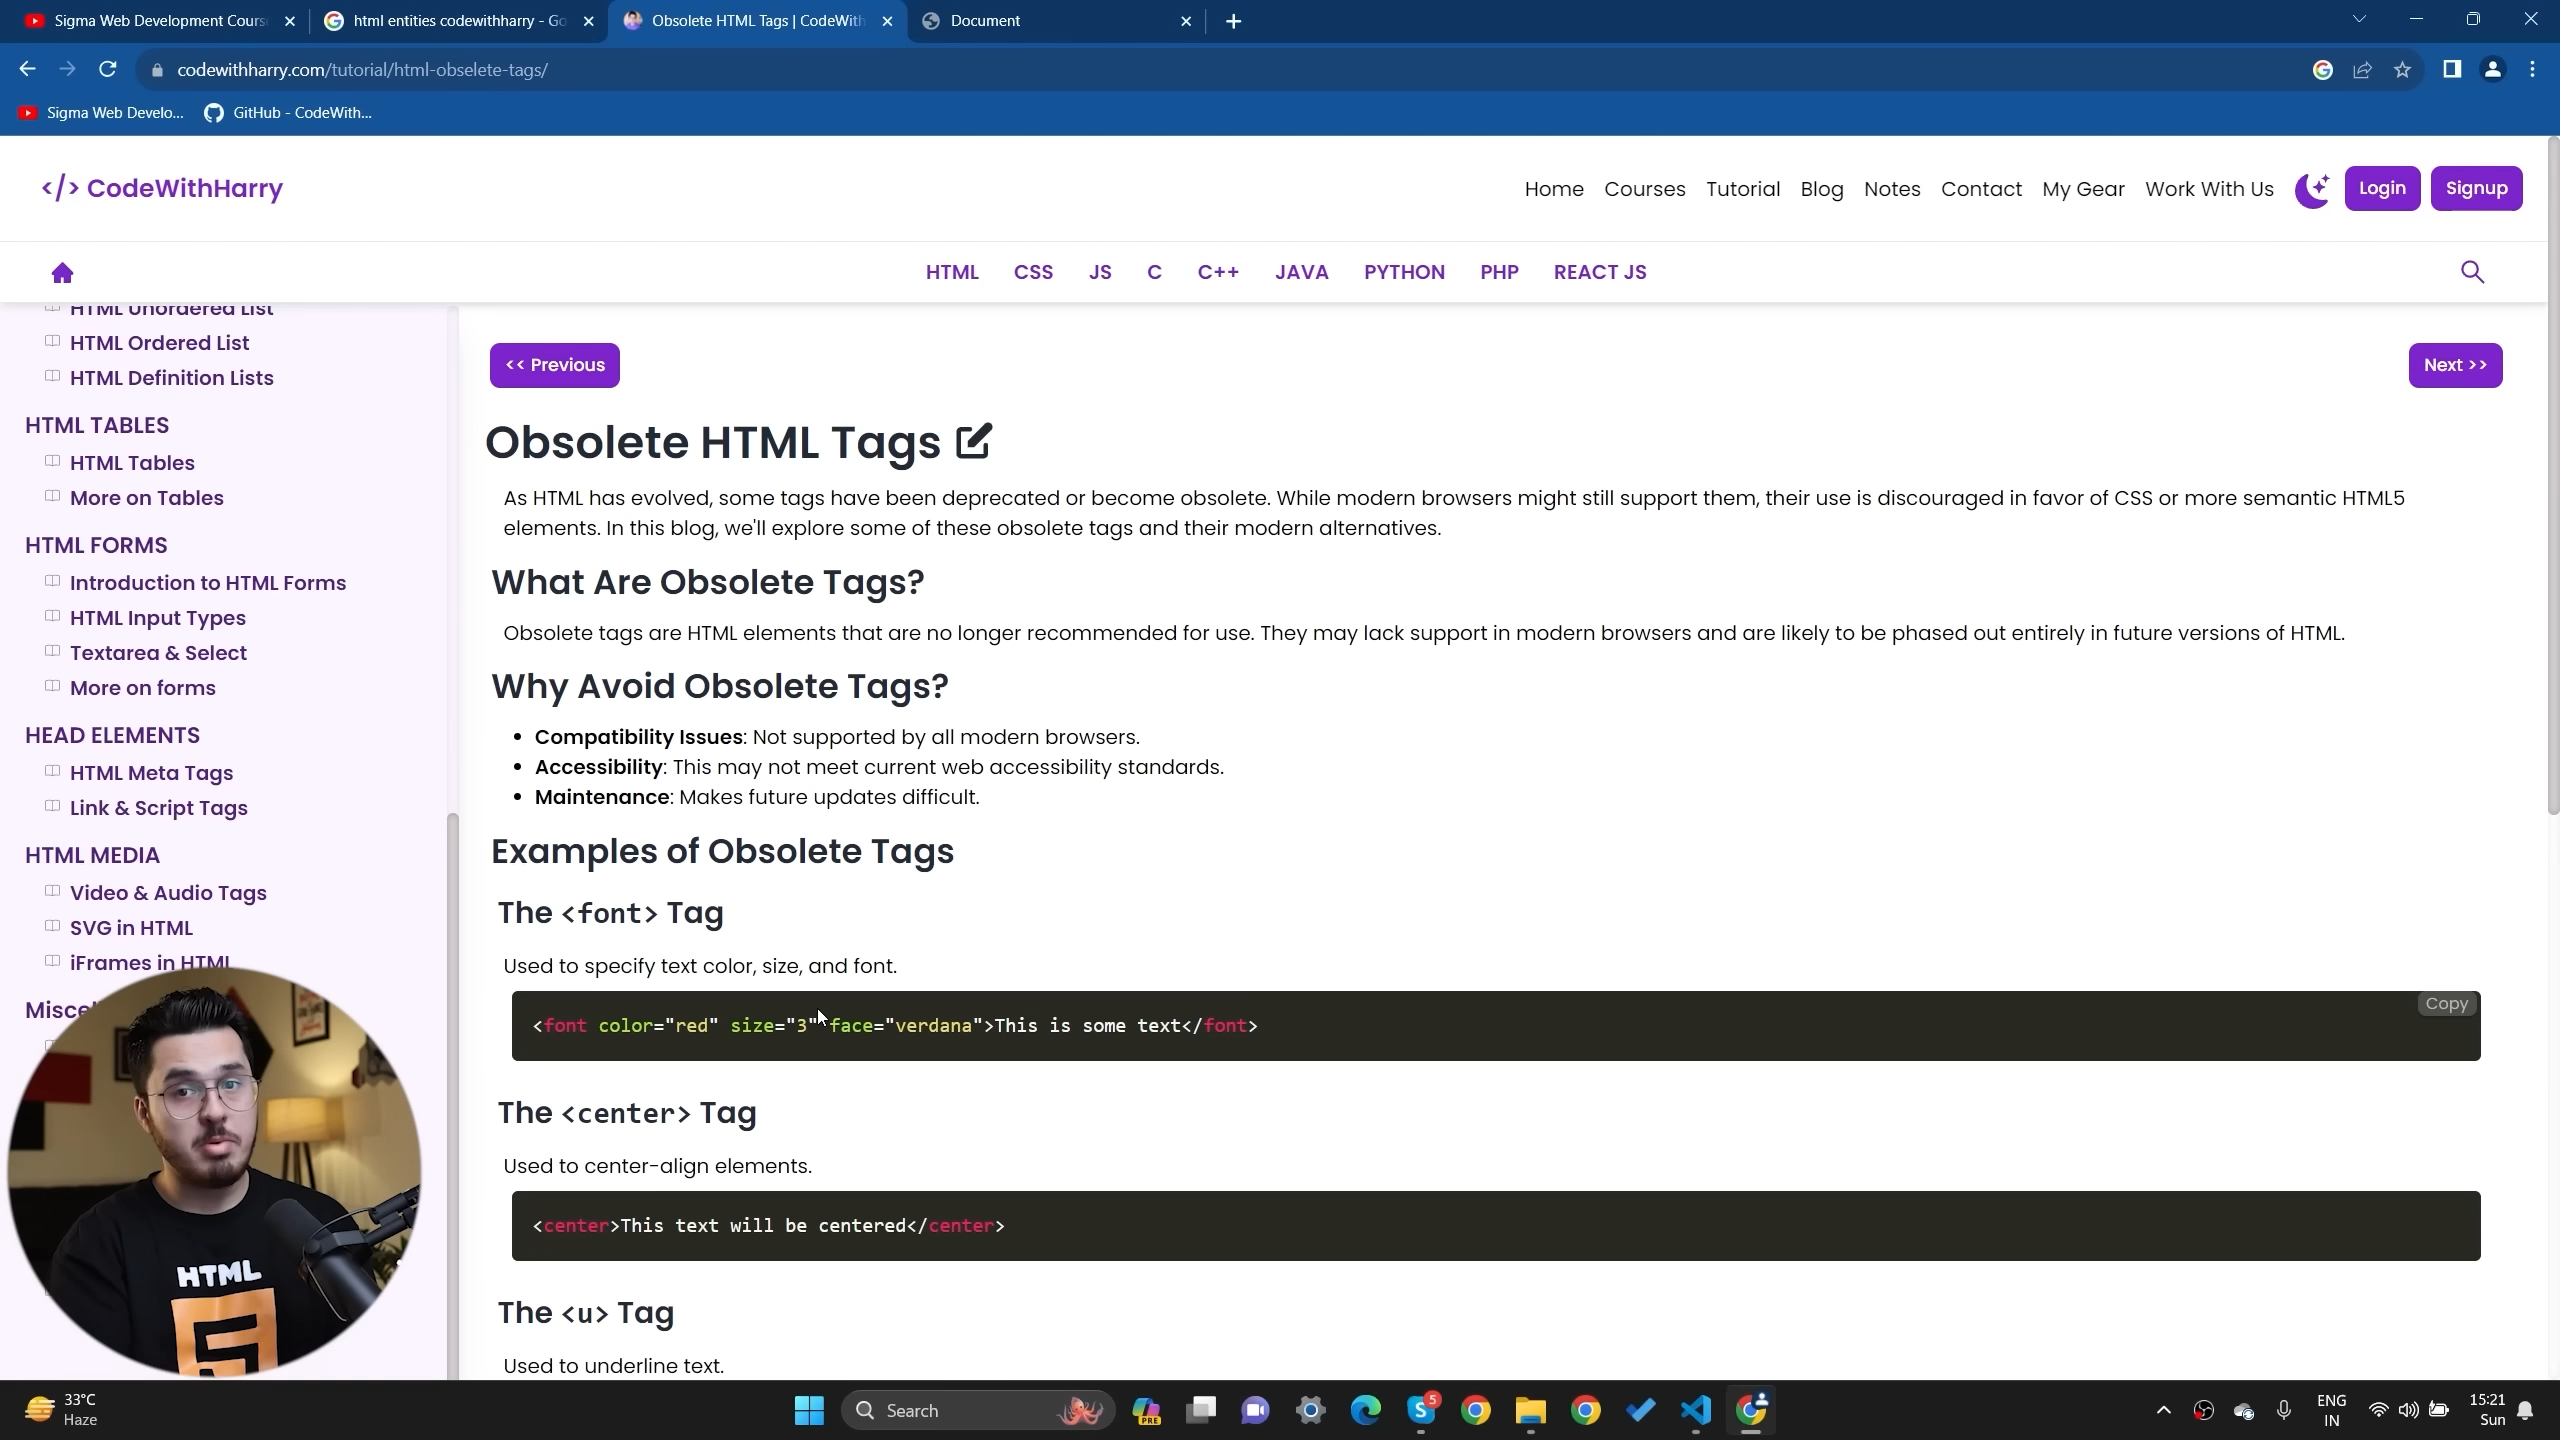 Sigma Web Development Cours
html entities codewithharry - Go
Obsolete HTML Tags | CodeWith
Document
codewithharry.com/tutorial/html-obselete-tags/
Sigma Web Develo...
GitHub - CodeWith...
</> CodeWithHarry
Home Courses Tutorial Blog Notes Contact My Gear Work With Us Login Signup
HTML CSS JS C C++ JAVA PYTHON PHP REACT JS
HTML Unordered List
HTML Ordered List
HTML Definition Lists
HTML TABLES
HTML Tables
More on Tables
HTML FORMS
Introduction to HTML Forms
HTML Input Types
Textarea & Select
More on forms
HEAD ELEMENTS
HTML Meta Tags
Link & Script Tags
HTML MEDIA
Video & Audio Tags
SVG in HTML
iFrames in HTML
<< Previous
Next >>
Obsolete HTML Tags
As HTML has evolved, some tags have been deprecated or become obsolete. While modern browsers might still support them, their use is discouraged in favor of CSS or more semantic HTML5
elements. In this blog, we'll explore some of these obsolete tags and their modern alternatives.
What Are Obsolete Tags?
Obsolete tags are HTML elements that are no longer recommended for use. They may lack support in modern browsers and are likely to be phased out entirely in future versions of HTML.
Why Avoid Obsolete Tags?
• Compatibility Issues: Not supported by all modern browsers.
• Accessibility: This may not meet current web accessibility standards.
• Maintenance: Makes future updates difficult.
Examples of Obsolete Tags
The <font> Tag
Used to specify text color, size, and font.
Copy
<font color="red" size="3" face="verdana">This is some text</font>
The <center> Tag
Used to center-align elements.
<center>This text will be centered</center>
The <u> Tag
Used to underline text.
HTML
5
33°C
Haze
Search
PRE
5
ENG
IN
15:21
Sun